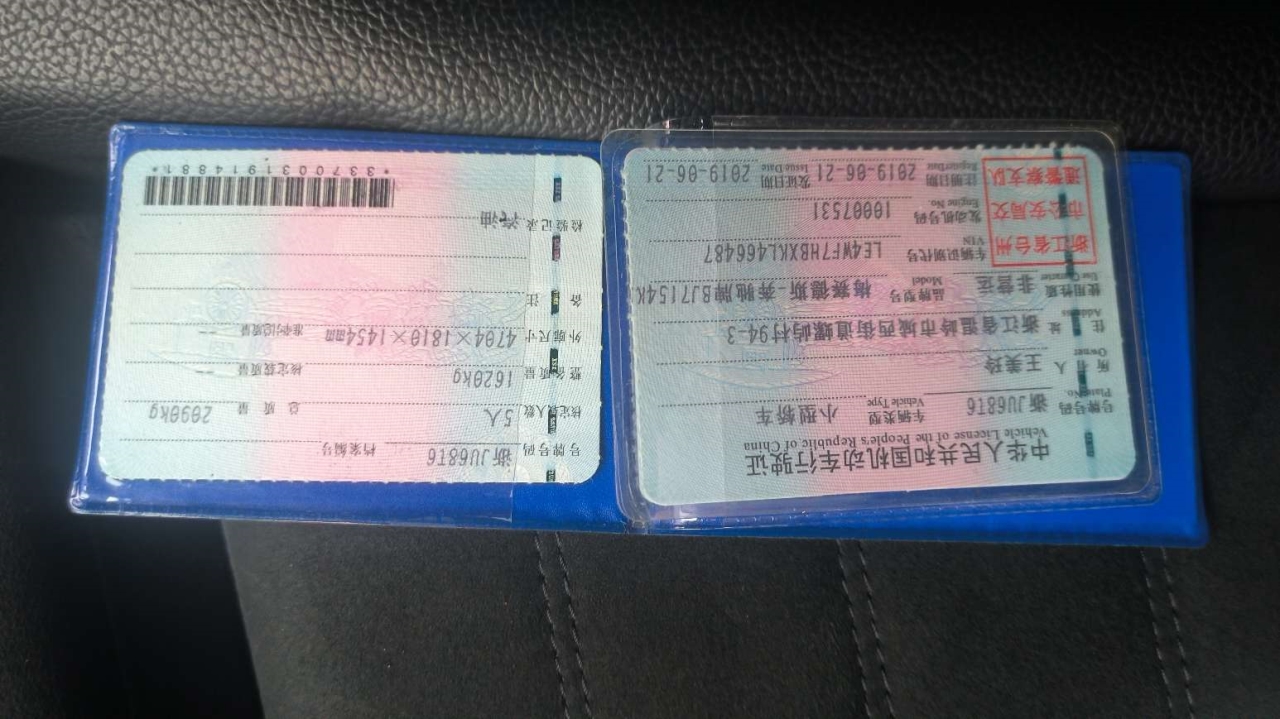 中华人民共和国机动车行驶证
Vehicle License of the People's Republic of China
号牌号码 浙JU68T6 车辆类型 小型轿车
Plate No. Vehicle Type
所有人 王美玲
Owner
住址 浙江省温岭市城西街道螺屿村94-3
Address
使用性质 非营运 品牌型号 梅赛德斯-奔驰牌BJ7154K
Use Character Model
浙江省台州
市公安局交
通警察支队
车辆识别代号 LE4WF7HBXKL466487
VIN
发动机号码 10007531
Engine No.
注册日期 2019-06-21 发证日期 2019-06-21
Register Date Issue Date
号牌号码 浙JU68T6 档案编号
核定人数 5人 总质量 2090kg
整备质量 1620kg 核定载质量 --
外廓尺寸 4704×1810×1454mm 准牵引总质量 --
备注
检验记录 汽油
*3370031914881*